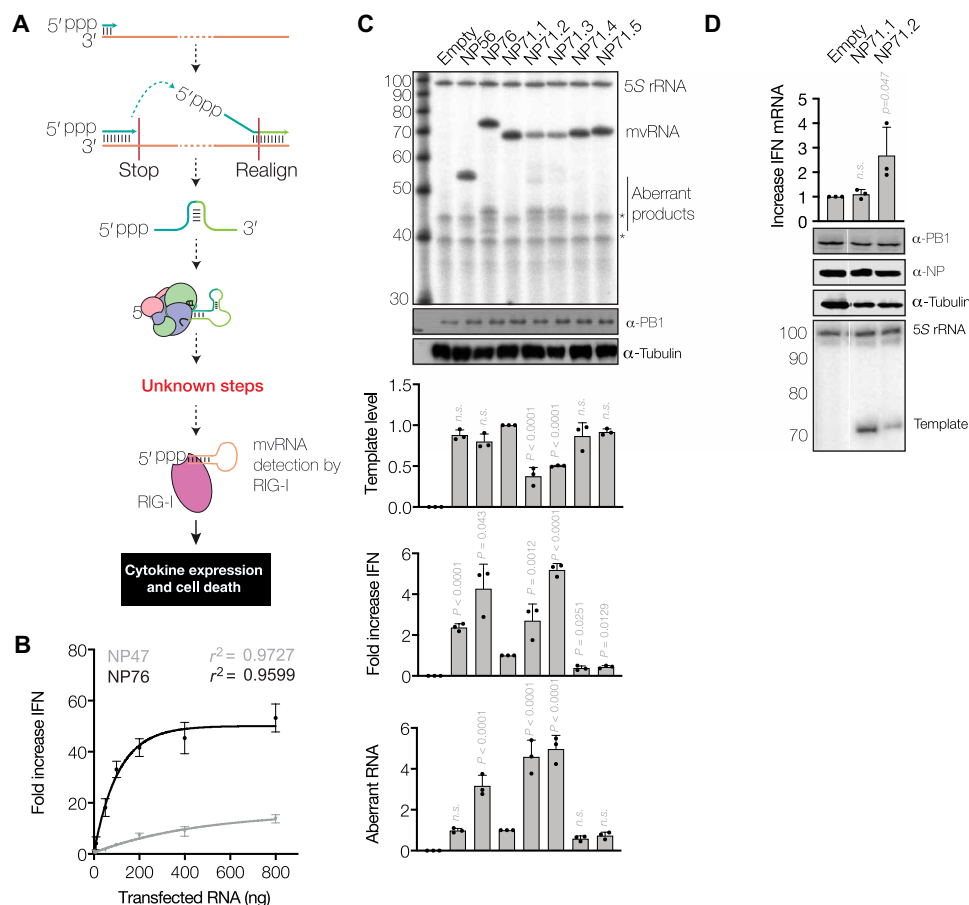 A
5′ ppp
3′
5′ppp
5′ ppp
3′
Stop
Realign
5′ppp
3′
5′
Unknown steps
5′ ppp
mvRNA
detection by
RIG-I
RIG-I
Cytokine expression
and cell death
B
Fold increase IFN
80
60
40
20
0
NP47 r² = 0.9727
NP76 r² = 0.9599
0 200 400 600 800
Transfected RNA (ng)
C
Empty
NP56
NP76
NP71.1
NP71.2
NP71.3
NP71.4
NP71.5
100
90
80
70
60
50
40
30
5S rRNA
mvRNA
Aberrant
products
*
*
α-PB1
α-Tubulin
Template level
1.5
1.0
0.5
0.0
n.s.
n.s.
P < 0.0001
P < 0.0001
n.s.
n.s.
Fold increase IFN
6
4
2
0
P < 0.0001
P = 0.043
P = 0.0012
P < 0.0001
P = 0.0251
P = 0.0129
Aberrant RNA
6
4
2
0
n.s.
P < 0.0001
P < 0.0001
P < 0.0001
n.s.
n.s.
D
Empty
NP71.1
NP71.2
Increase IFN mRNA
5
4
3
2
1
0
n.s.
p=0.047
α-PB1
α-NP
α-Tubulin
100
90
80
70
5S rRNA
Template